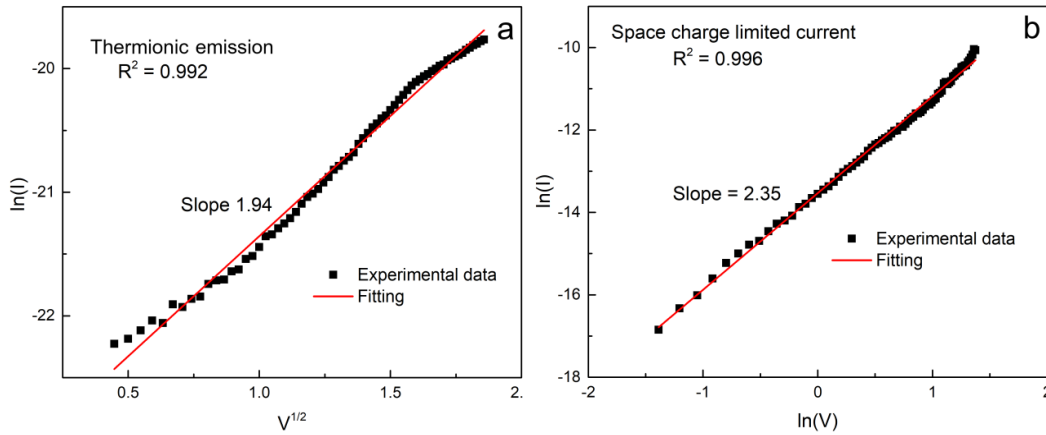 a
Thermionic emission
R² = 0.992
Slope 1.94
Experimental data
Fitting
ln(I)
-20
-21
-22
0.5
1.0
1.5
2.
V^{1/2}
b
Space charge limited current
R² = 0.996
Slope = 2.35
Experimental data
Fitting
ln(I)
-10
-12
-14
-16
-18
-2
-1
0
1
2
ln(V)